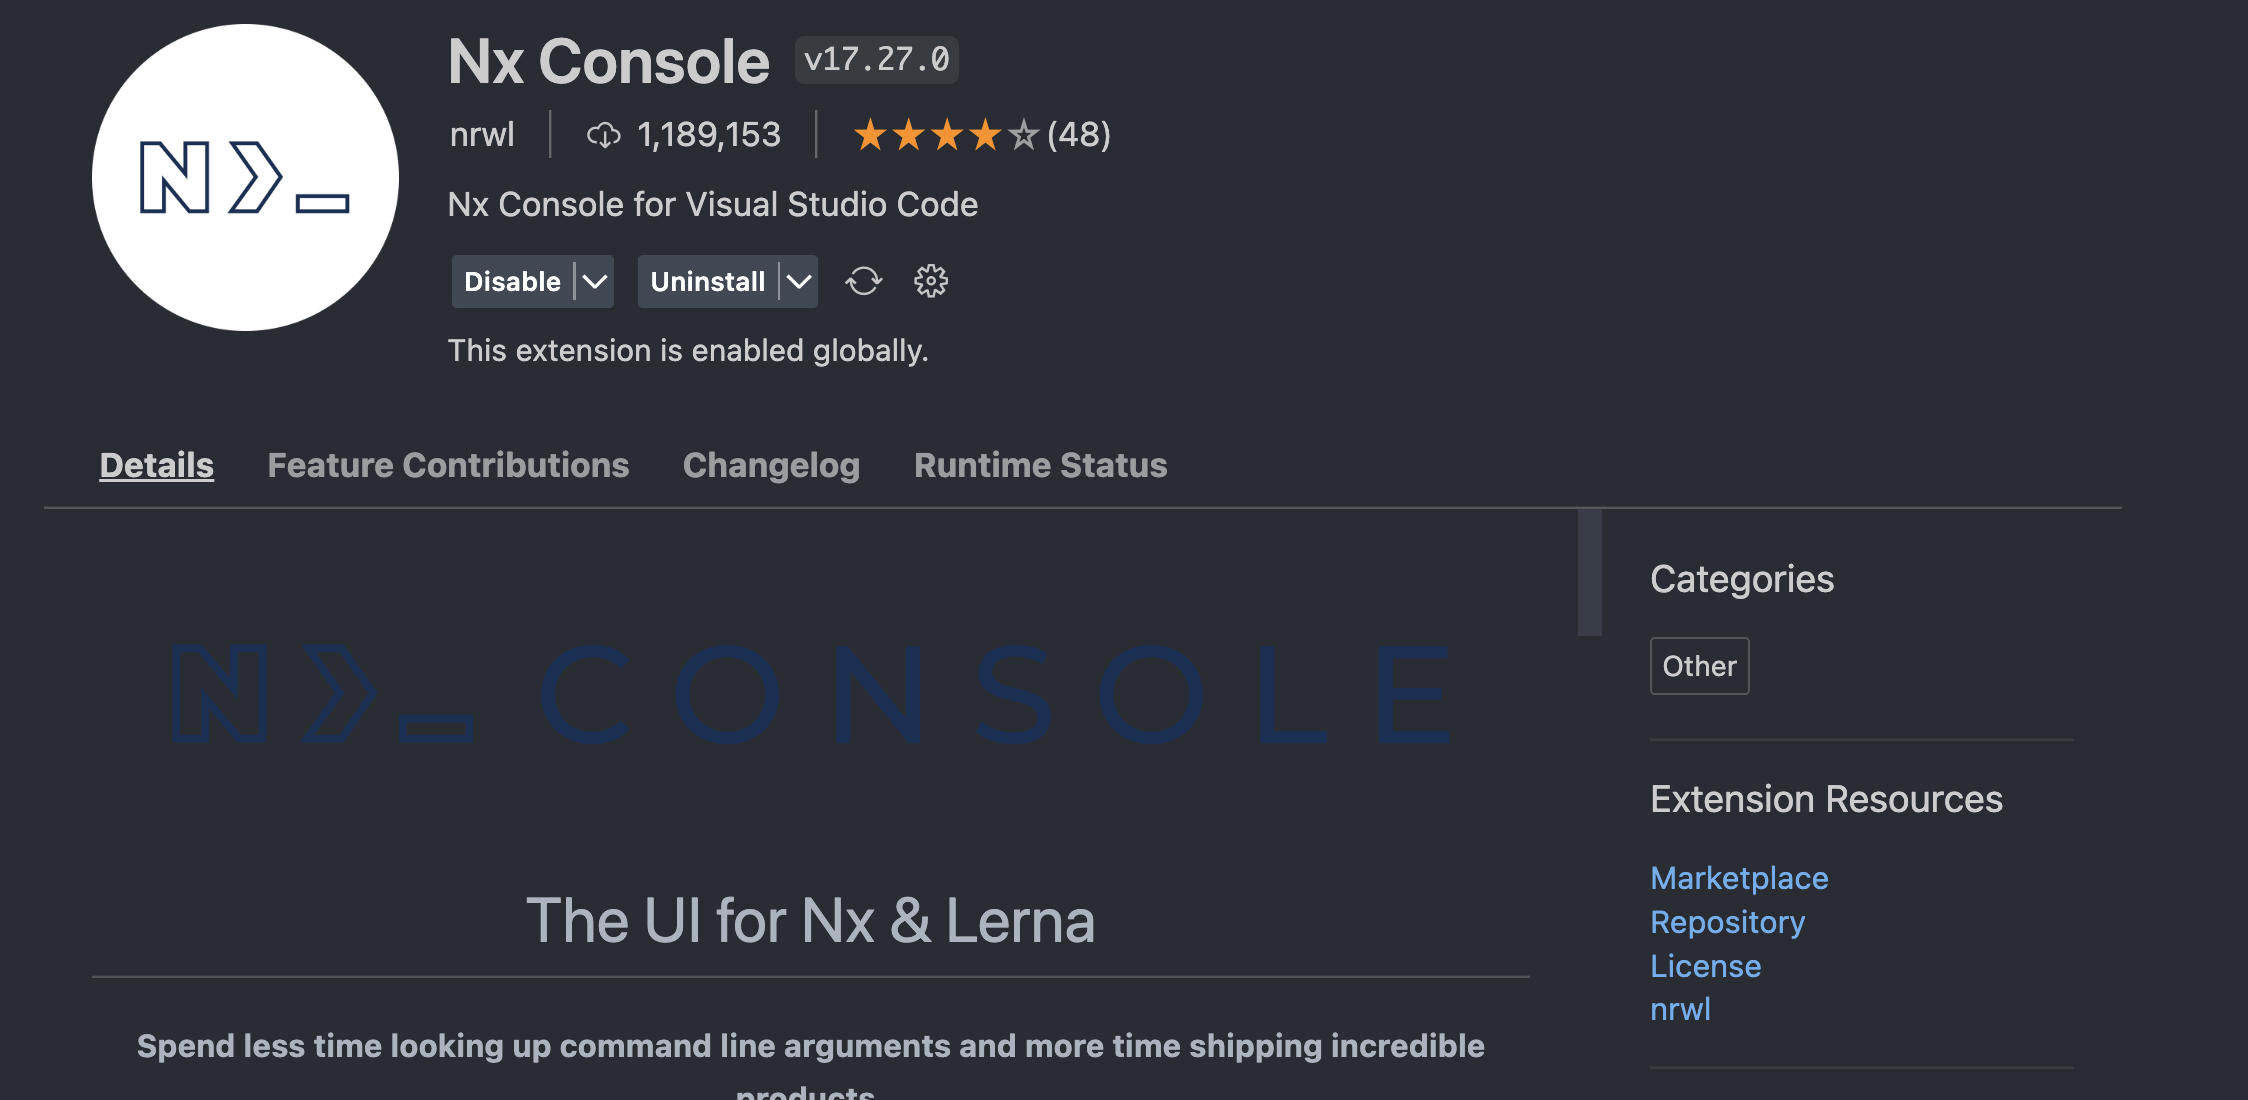 Nx Console v17.27.0
nrwl 1,189,153 (48)
Nx Console for Visual Studio Code
Disable Uninstall
This extension is enabled globally.
Details Feature Contributions Changelog Runtime Status
CONSOLE
The UI for Nx & Lerna
Spend less time looking up command line arguments and more time shipping incredible
products
Categories
Other
Extension Resources
Marketplace
Repository
License
nrwl